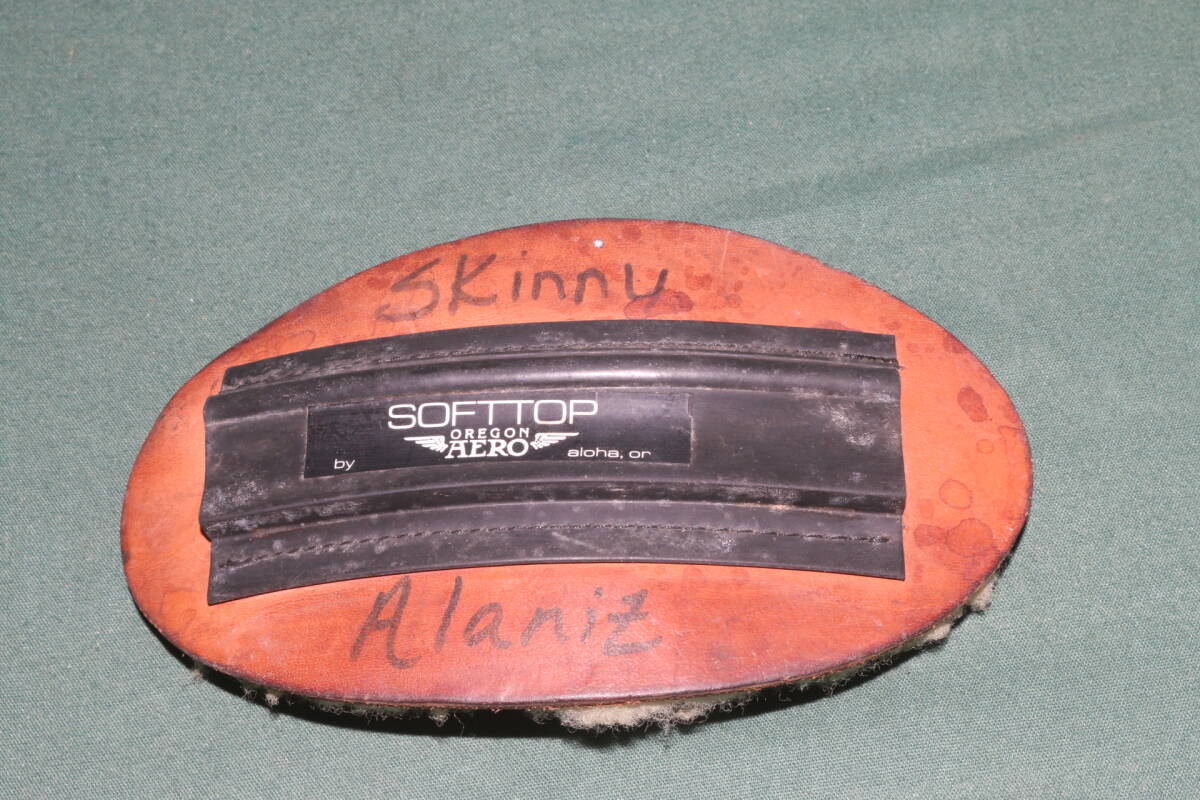 Skinny
SOFTTOP
OREGON
by AERO aloha, or
Alaniz